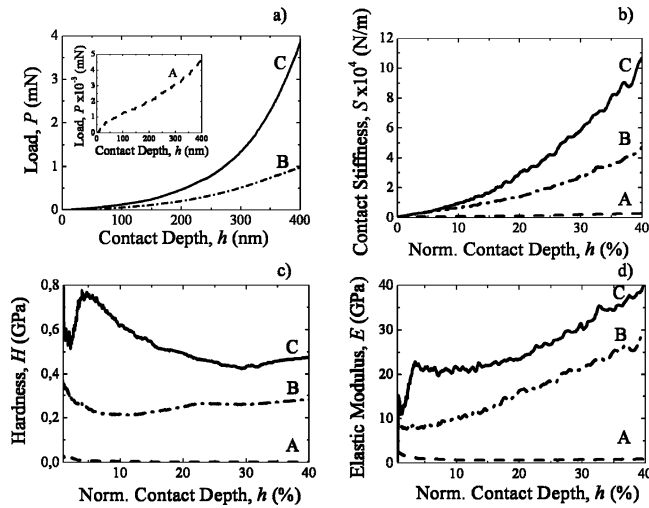 a)
4
3
2
1
0
Load, P (mN)
0 100 200 300 400
Contact Depth, h (nm)
C
B
5
4
3
2
1
0
Load, P x10⁻³ (mN)
A
0 100 200 300 400
Contact Depth, h (nm)
b)
12
10
8
6
4
2
0
Contact Stiffness, S x10⁴ (N/m)
C
B
A
0 10 20 30 40
Norm. Contact Depth, h (%)
c)
0,8
0,6
0,4
0,2
0,0
Hardness, H (GPa)
C
B
A
10 20 30 40
Norm. Contact Depth, h (%)
d)
40
30
20
10
0
Elastic Modulus, E (GPa)
C
B
A
10 20 30 40
Norm. Contact Depth, h (%)